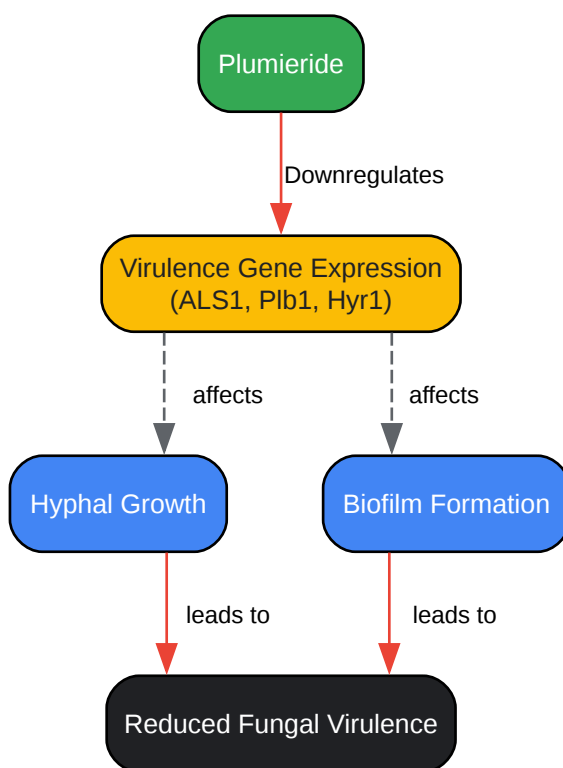 Plumieride
Downregulates
Virulence Gene Expression
(ALS1, Plb1, Hyr1)
affects
affects
Hyphal Growth
Biofilm Formation
leads to
leads to
Reduced Fungal Virulence